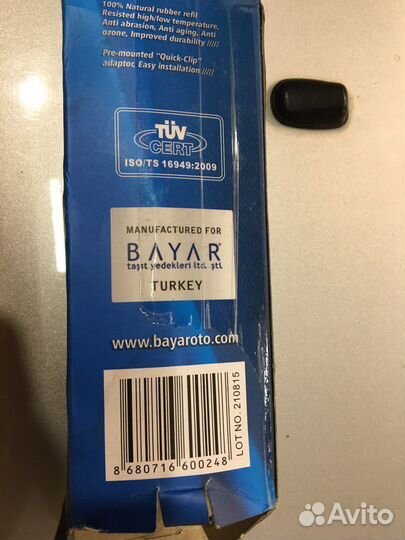 100% Natural rubber refil
Resisted high/low temperature,
Anti abrasion, Anti aging, Anti
ozone, Improved durability /////
Pre-mounted "Quick-Clip"
adaptor, Easy installation /////
TÜV
CERT
ISO/TS 16949:2009
MANUFACTURED FOR
BAYAR®
taşıt yedekleri ltd. şti.
TURKEY
www.bayaroto.com
8 680716 600248
LOT NO. 210815
Avito